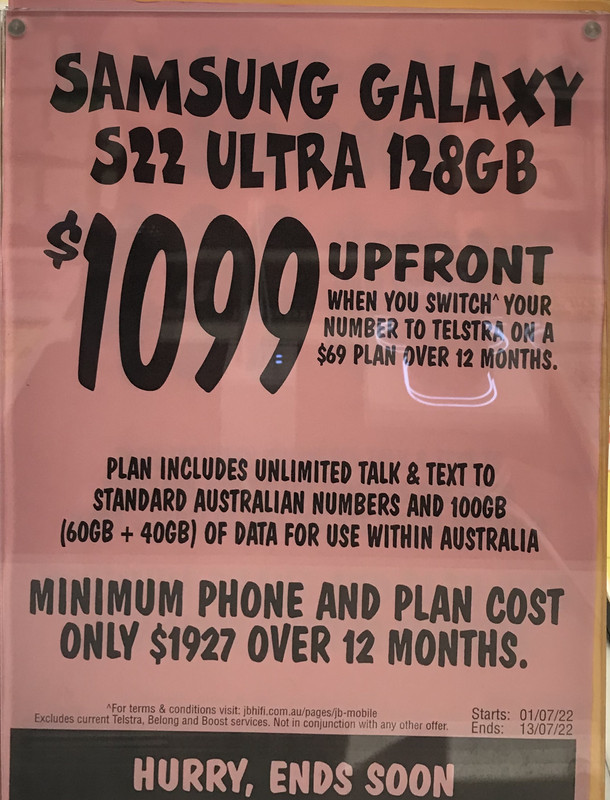 SAMSUNG GALAXY
S22 ULTRA 128GB
$1099
UPFRONT
WHEN YOU SWITCH^ YOUR
NUMBER TO TELSTRA ON A
$69 PLAN OVER 12 MONTHS.
PLAN INCLUDES UNLIMITED TALK & TEXT TO
STANDARD AUSTRALIAN NUMBERS AND 100GB
(60GB + 40GB) OF DATA FOR USE WITHIN AUSTRALIA
MINIMUM PHONE AND PLAN COST
ONLY $1927 OVER 12 MONTHS.
^For terms & conditions visit: jbhifi.com.au/pages/jb-mobile
Excludes current Telstra, Belong and Boost services. Not in conjunction with any other offer.
Starts: 01/07/22
Ends: 13/07/22
HURRY, ENDS SOON